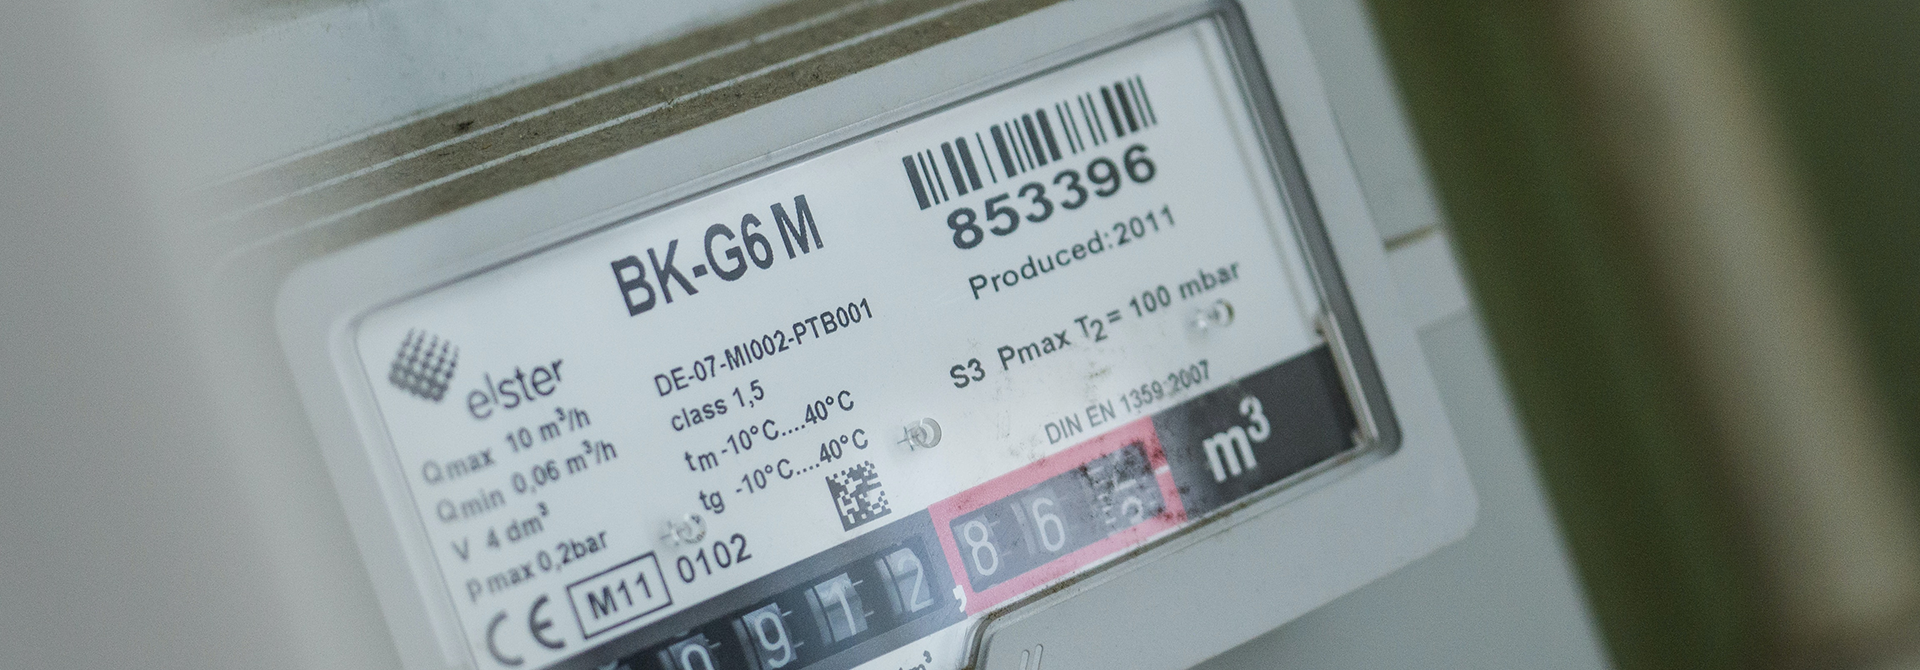 BK-G6 M
853396
Produced:2011
elster
DE-07-MI002-PTB001
class 1,5
tm -10°C....40°C
tg -10°C....40°C
S3 Pmax T2 = 100 mbar
DIN EN 1359:2007
Qmax 10 m³/h
Qmin 0,06 m³/h
V 4 dm³
Pmax 0,2bar
CE M11 0102
0912,865 m³